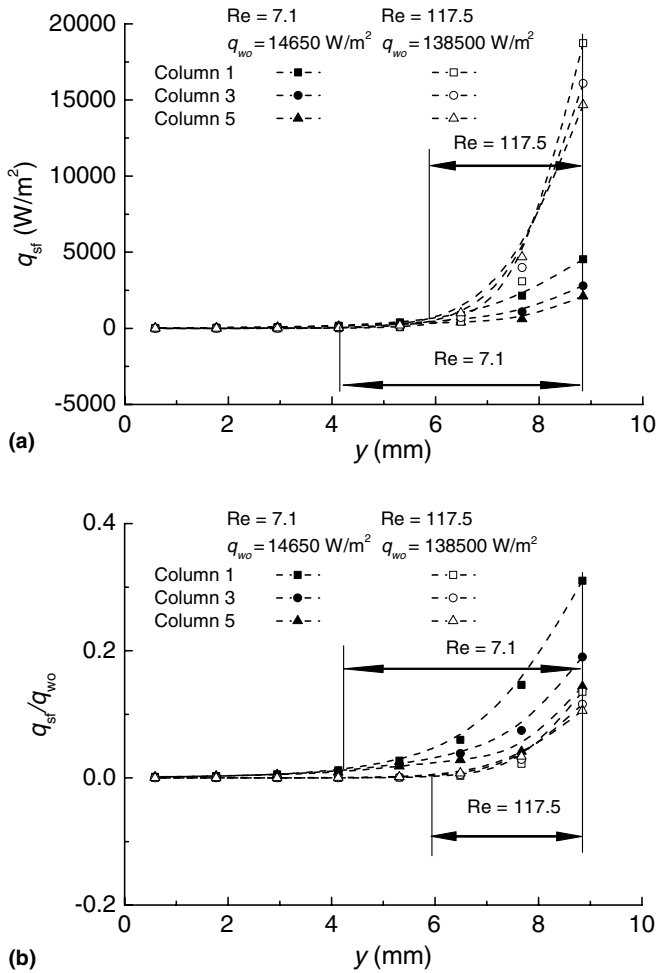 Re = 7.1 Re = 117.5
q_wo = 14650 W/m² q_wo = 138500 W/m²
Column 1
Column 3
Column 5
20000
15000
10000
5000
0
-5000
q_sf (W/m²)
Re = 117.5
Re = 7.1
0 2 4 6 8 10
y (mm)
(a)
Re = 7.1 Re = 117.5
q_wo = 14650 W/m² q_wo = 138500 W/m²
Column 1
Column 3
Column 5
0.4
0.2
0.0
-0.2
q_sf/q_wo
Re = 7.1
Re = 117.5
0 2 4 6 8 10
y (mm)
(b)